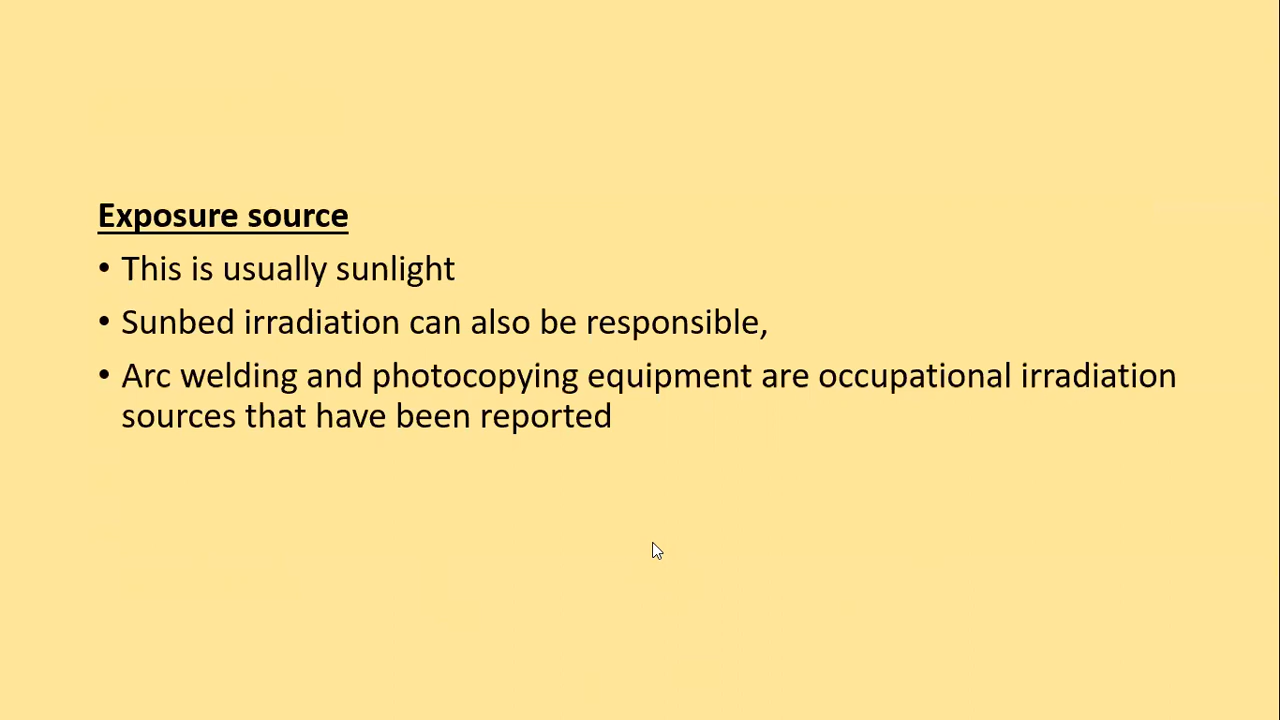 Exposure source
• This is usually sunlight
• Sunbed irradiation can also be responsible,
• Arc welding and photocopying equipment are occupational irradiation
sources that have been reported